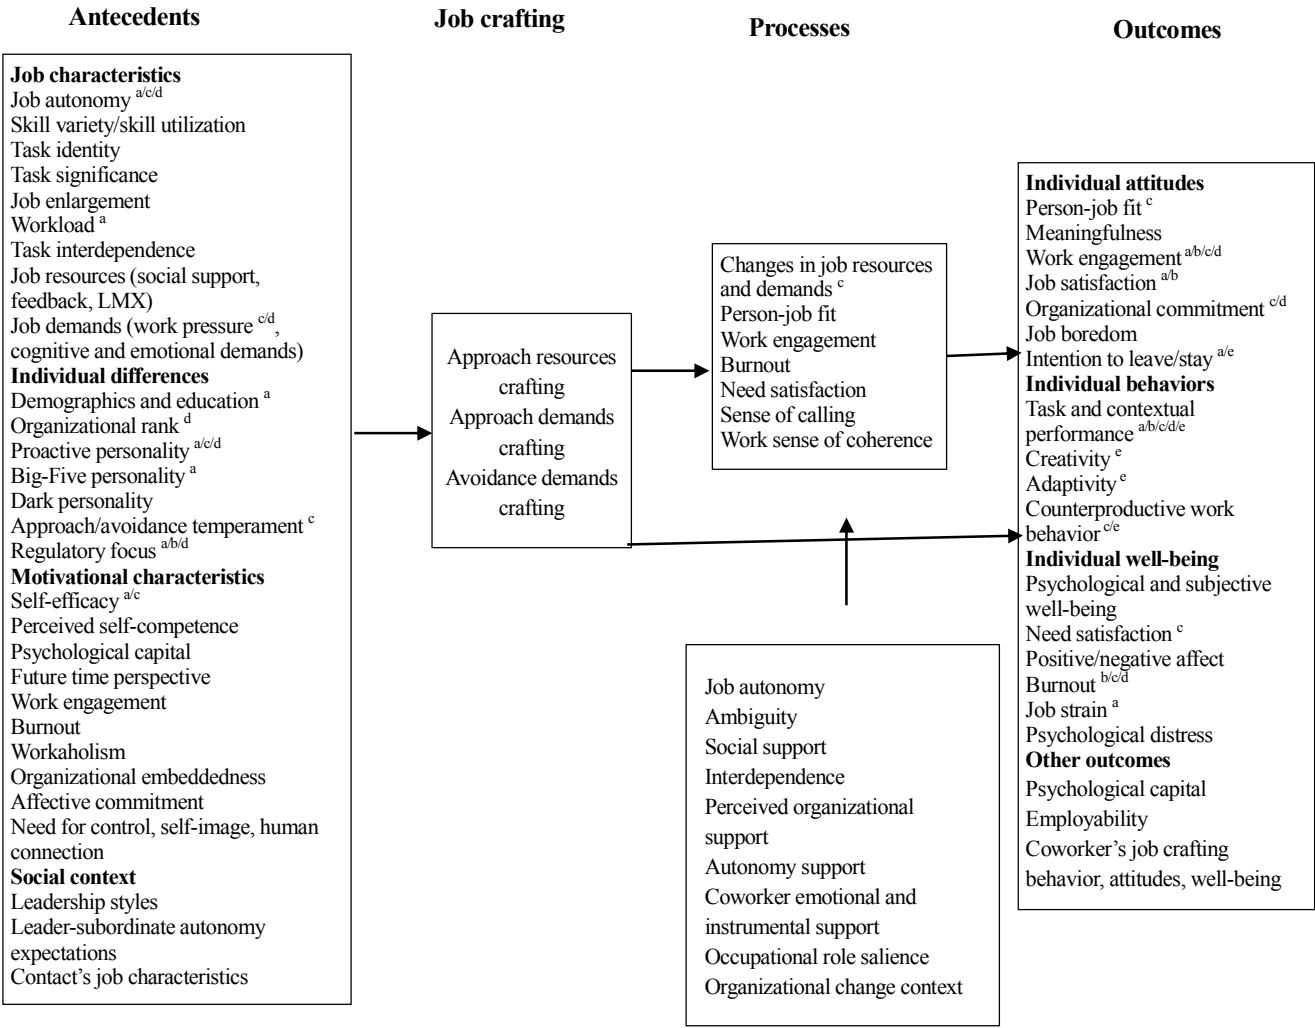 Antecedents
Job characteristics
Job autonomy a/c/d
Skill variety/skill utilization
Task identity
Task significance
Job enlargement
Workload a
Task interdependence
Job resources (social support,
feedback, LMX)
Job demands (work pressure c/d,
cognitive and emotional demands)
Individual differences
Demographics and education a
Organizational rank d
Proactive personality a/c/d
Big-Five personality a
Dark personality
Approach/avoidance temperament c
Regulatory focus a/b/d
Motivational characteristics
Self-efficacy a/c
Perceived self-competence
Psychological capital
Future time perspective
Work engagement
Burnout
Workaholism
Organizational embeddedness
Affective commitment
Need for control, self-image, human
connection
Social context
Leadership styles
Leader-subordinate autonomy
expectations
Contact’s job characteristics
Job crafting
Approach resources
crafting
Approach demands
crafting
Avoidance demands
crafting
Processes
Changes in job resources
and demands c
Person-job fit
Work engagement
Burnout
Need satisfaction
Sense of calling
Work sense of coherence
Job autonomy
Ambiguity
Social support
Interdependence
Perceived organizational
support
Autonomy support
Coworker emotional and
instrumental support
Occupational role salience
Organizational change context
Outcomes
Individual attitudes
Person-job fit c
Meaningfulness
Work engagement a/b/c/d
Job satisfaction a/b
Organizational commitment c/d
Job boredom
Intention to leave/stay a/e
Individual behaviors
Task and contextual
performance a/b/c/d/e
Creativity e
Adaptivity e
Counterproductive work
behavior c/e
Individual well-being
Psychological and subjective
well-being
Need satisfaction c
Positive/negative affect
Burnout b/c/d
Job strain a
Psychological distress
Other outcomes
Psychological capital
Employability
Coworker’s job crafting
behavior, attitudes, well-being